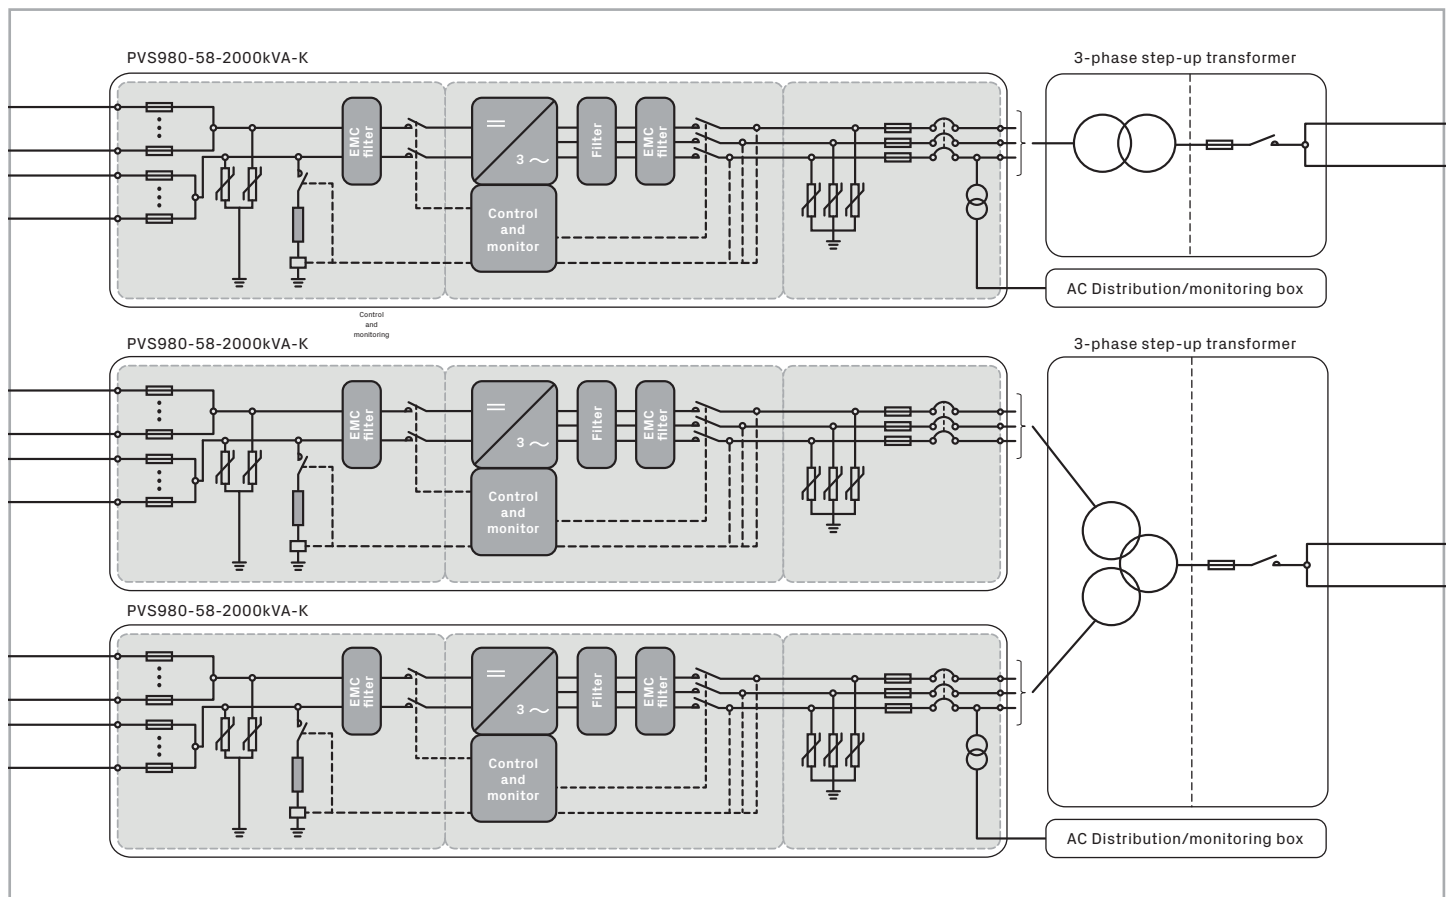 PVS980-58-2000kVA-K
3-phase step-up transformer
EMC
filter
3
Filter
EMC
filter
Control
and
monitor
AC Distribution/monitoring box
Control
and
monitoring
PVS980-58-2000kVA-K
3-phase step-up transformer
EMC
filter
3
Filter
EMC
filter
Control
and
monitor
PVS980-58-2000kVA-K
EMC
filter
3
Filter
EMC
filter
Control
and
monitor
AC Distribution/monitoring box